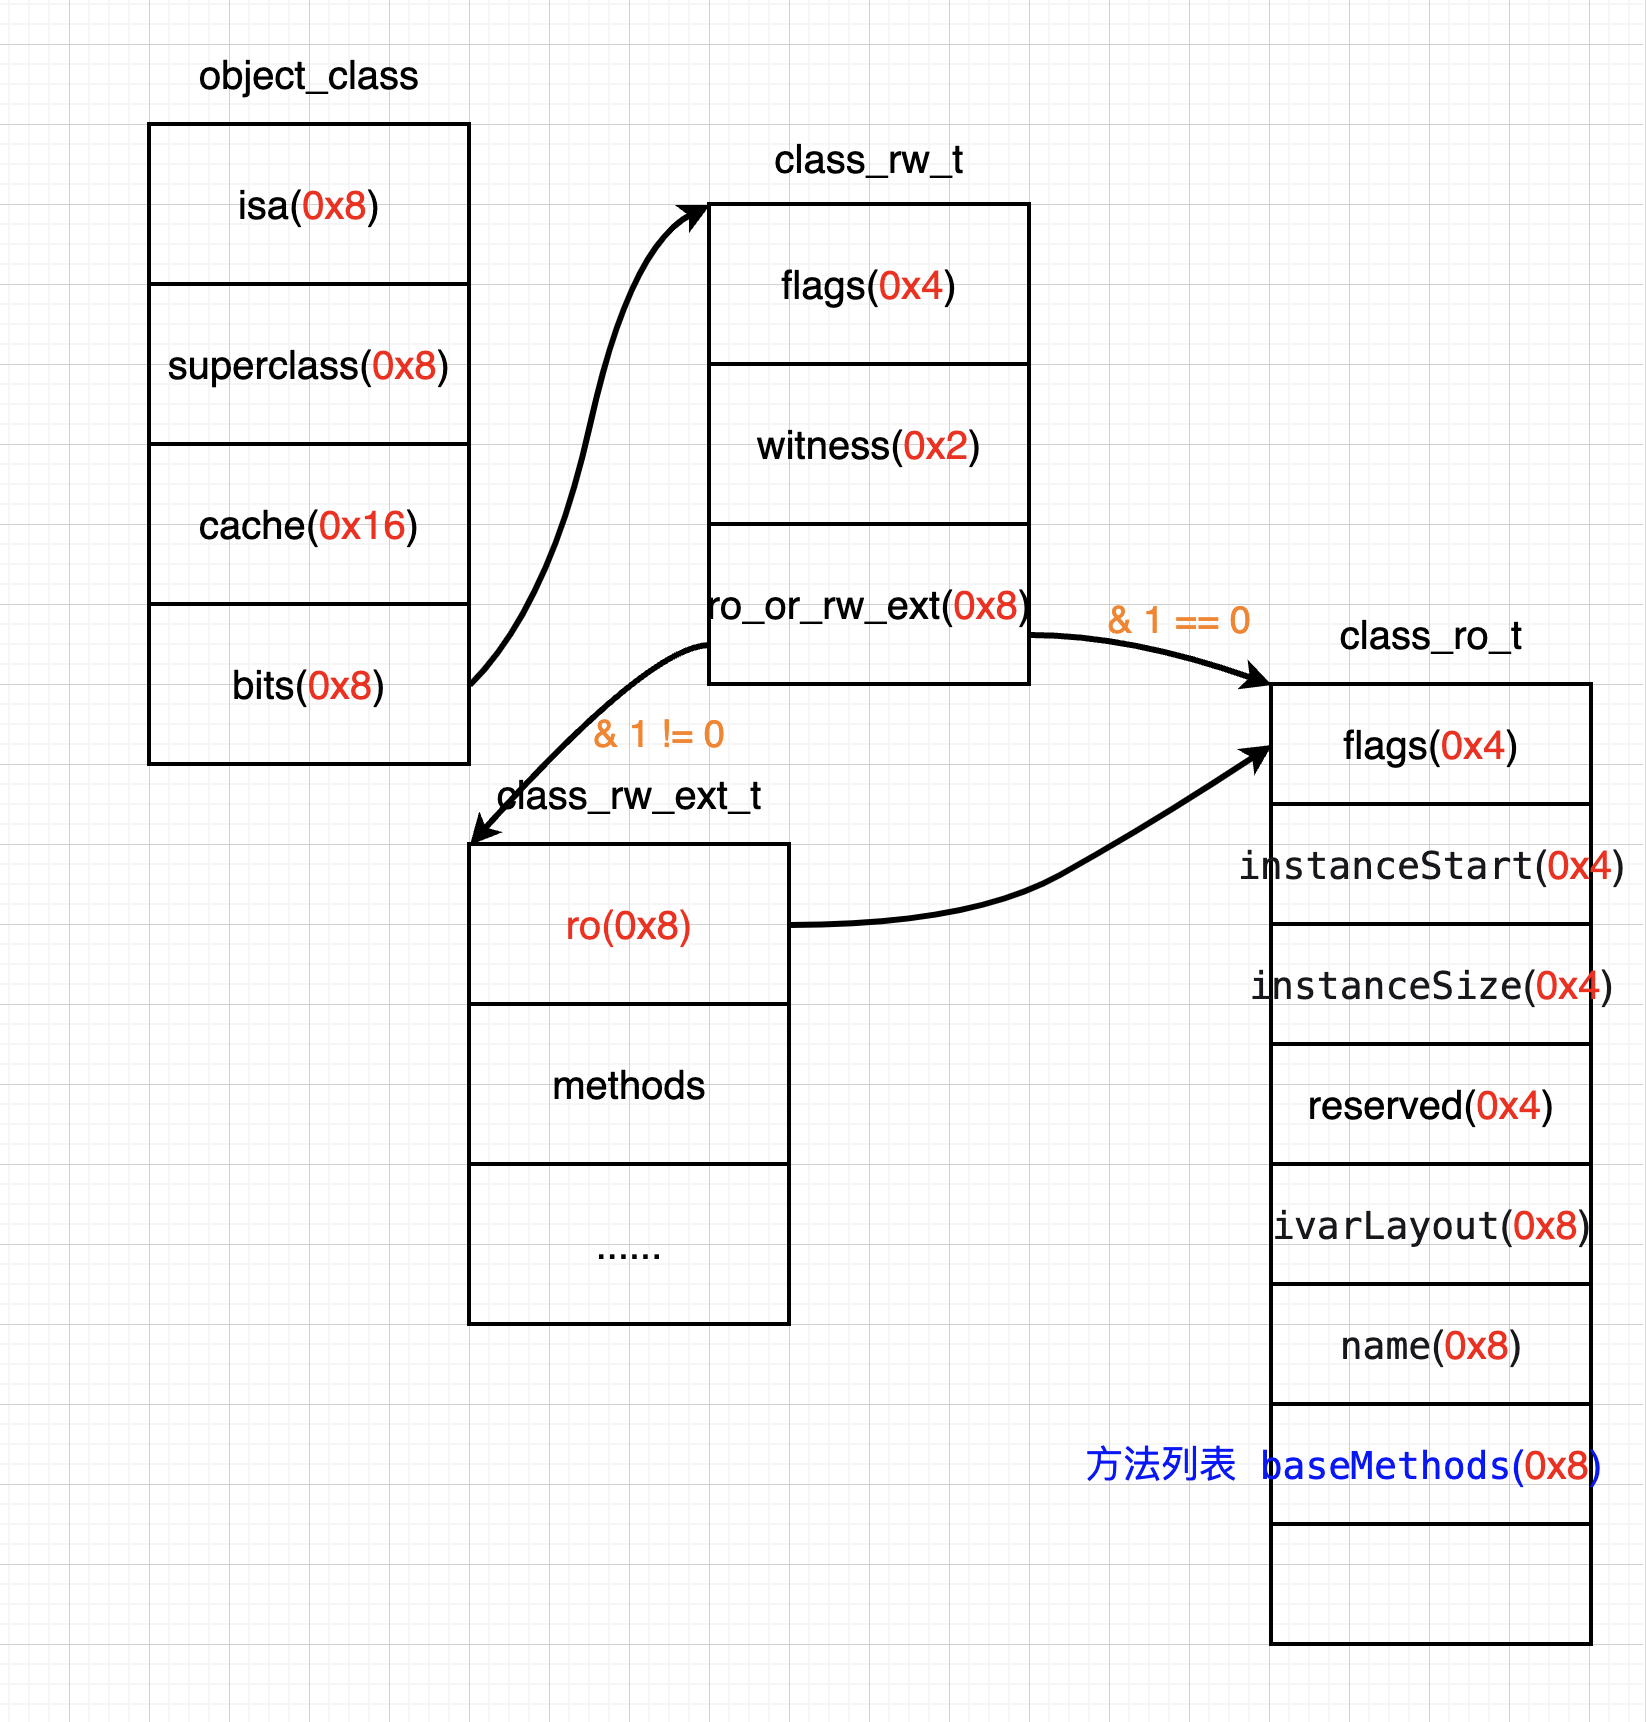 object_class
isa(0x8)
superclass(0x8)
cache(0x16)
bits(0x8)
class_rw_t
flags(0x4)
witness(0x2)
ro_or_rw_ext(0x8)
& 1 == 0
& 1 != 0
class_rw_ext_t
ro(0x8)
methods
......
class_ro_t
flags(0x4)
instanceStart(0x4)
instanceSize(0x4)
reserved(0x4)
ivarLayout(0x8)
name(0x8)
方法列表 baseMethods(0x8)